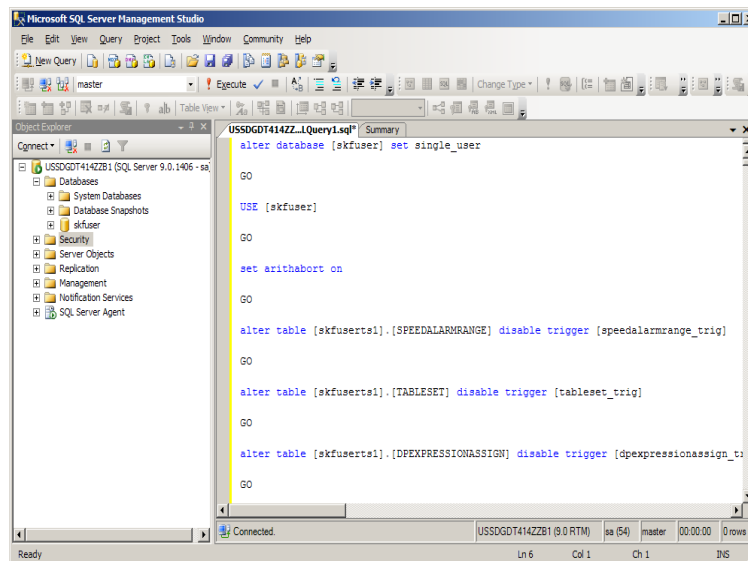 Microsoft SQL Server Management Studio
File Edit View Query Project Tools Window Community Help
New Query
master
Execute
Change Type
ab Table View
Object Explorer
Connect
USSDGDT414ZZB1 (SQL Server 9.0.1406 - sa
Databases
System Databases
Database Snapshots
skfuser
Security
Server Objects
Replication
Management
Notification Services
SQL Server Agent
USSDGDT414ZZ...LQuery1.sql* Summary
alter database [skfuser] set single_user
GO
USE [skfuser]
GO
set arithabort on
GO
alter table [skfuserts1].[SPEEDALARMRANGE] disable trigger [speedalarmrange_trig]
GO
alter table [skfuserts1].[TABLESET] disable trigger [tableset_trig]
GO
alter table [skfuserts1].[DPEXPRESSIONASSIGN] disable trigger [dpexpressionassign_t
GO
Connected. USSDGDT414ZZB1 (9.0 RTM) sa (54) master 00:00:00 0 rows
Ready Ln 6 Col 1 Ch 1 INS